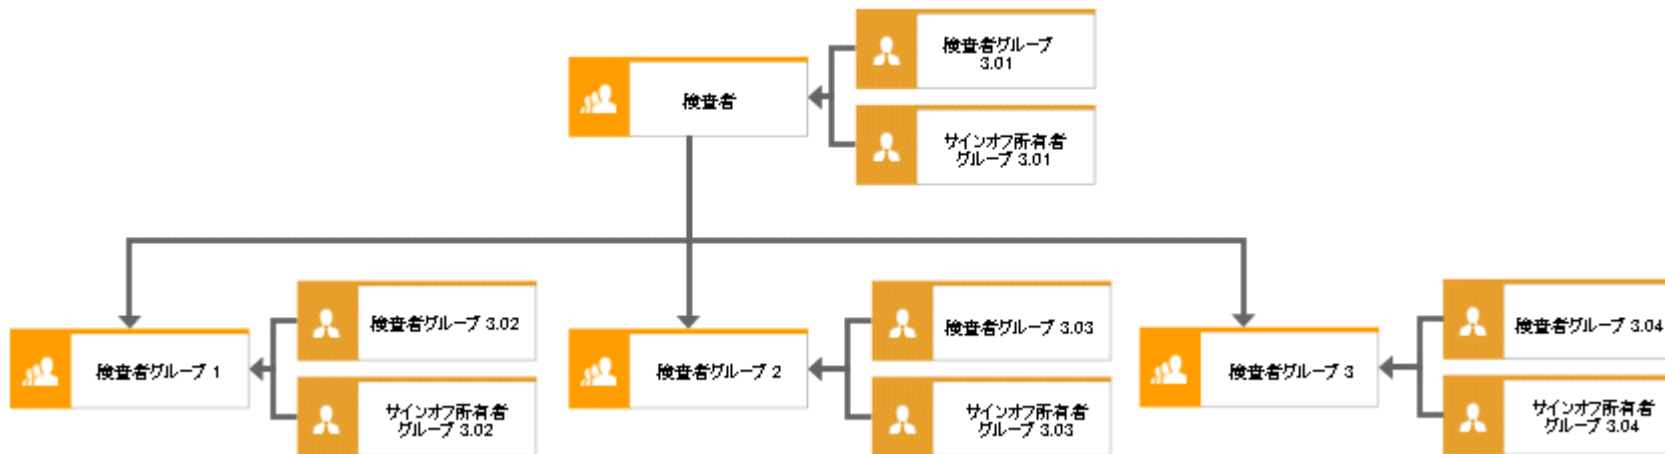 検査者グループ
3.01
検査者
サインオフ所有者
グループ 3.01
検査者グループ 3.02
検査者グループ 3.03
検査者グループ 3.04
検査者グループ 1
検査者グループ 2
検査者グループ 3
サインオフ所有者
グループ 3.02
サインオフ所有者
グループ 3.03
サインオフ所有者
グループ 3.04